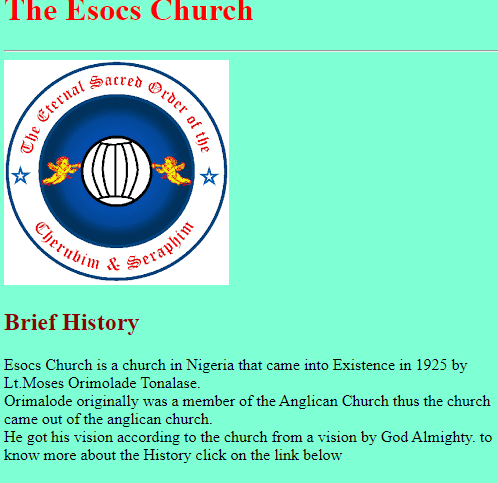 The Esocs Church
The Eternal Sacred Order of the
Cherubim & Seraphim
Brief History
Esocs Church is a church in Nigeria that came into Existence in 1925 by
Lt.Moses Orimolade Tonalase.
Orimalode originally was a member of the Anglican Church thus the church
came out of the anglican church.
He got his vision according to the church from a vision by God Almighty. to
know more about the History click on the link below